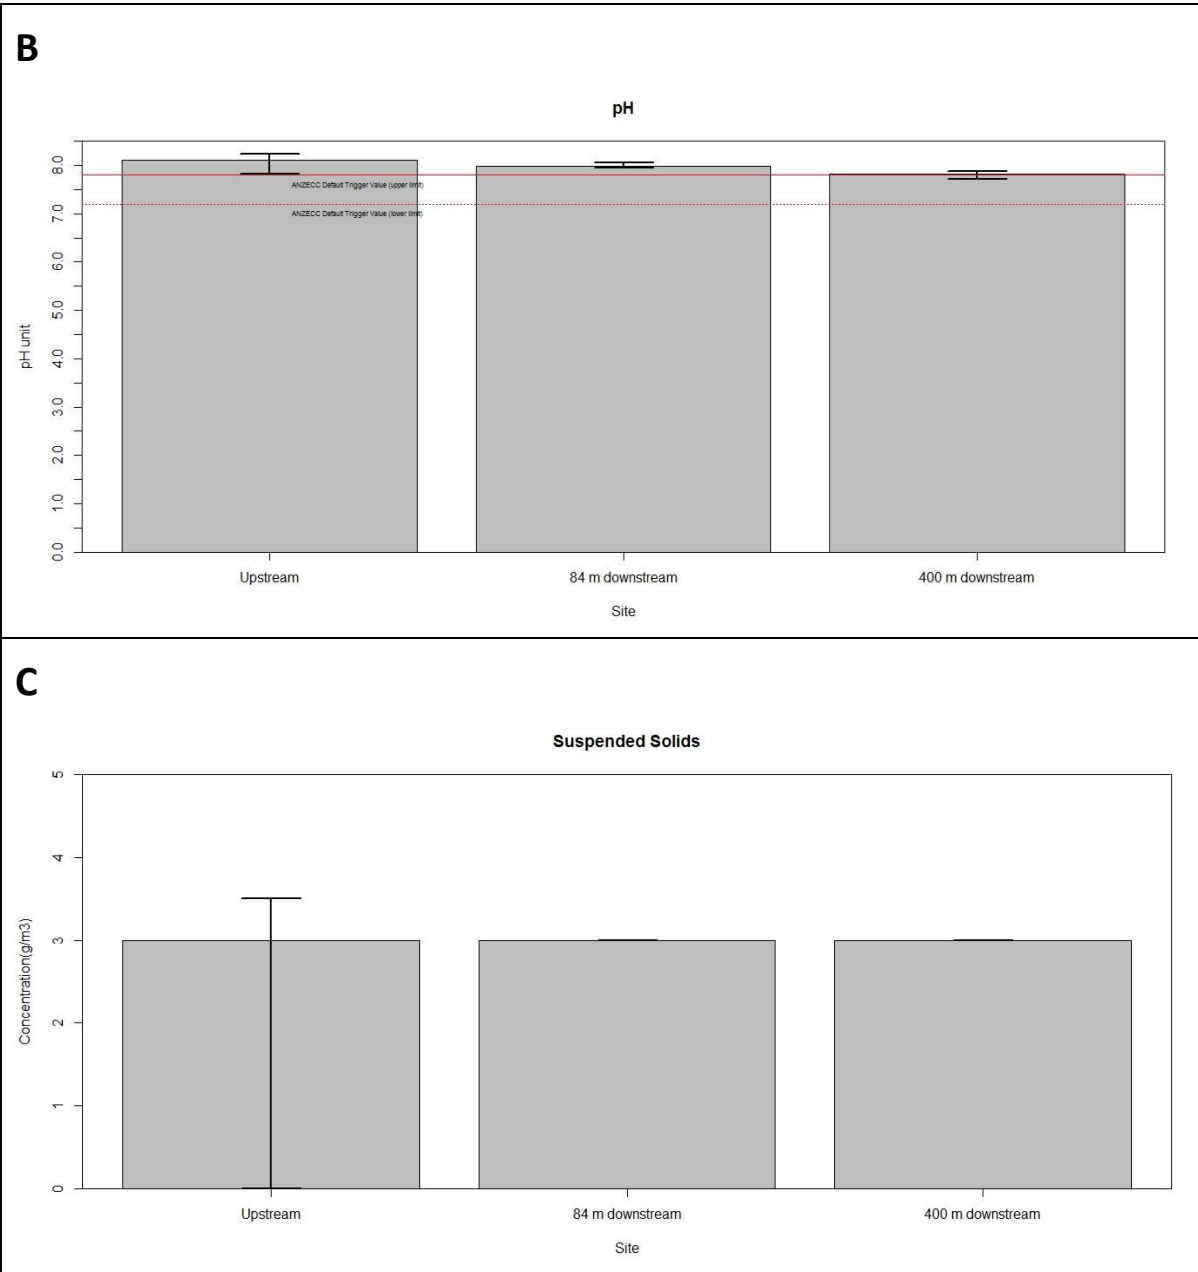 B
pH
8.0
ANZECC Default Trigger Value (upper limit)
7.0
ANZECC Default Trigger Value (lower limit)
6.0
5.0
pH unit
4.0
3.0
2.0
1.0
0.0
Upstream 84 m downstream 400 m downstream
Site
C
Suspended Solids
5
4
Concentration(g/m3)
3
2
1
0
Upstream 84 m downstream 400 m downstream
Site